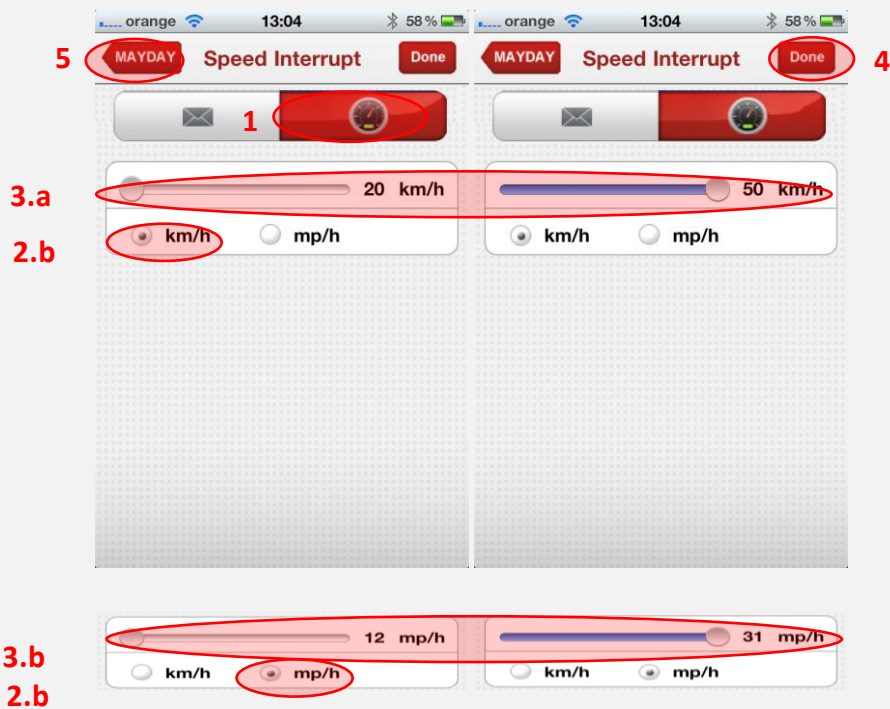 orange 13:04 58 % orange 13:04 58 %
5 MAYDAY Speed Interrupt Done MAYDAY Speed Interrupt Done 4
1
3.a 20 km/h 50 km/h
2.b km/h mp/h km/h mp/h
3.b 12 mp/h 31 mp/h
2.b km/h mp/h km/h mp/h